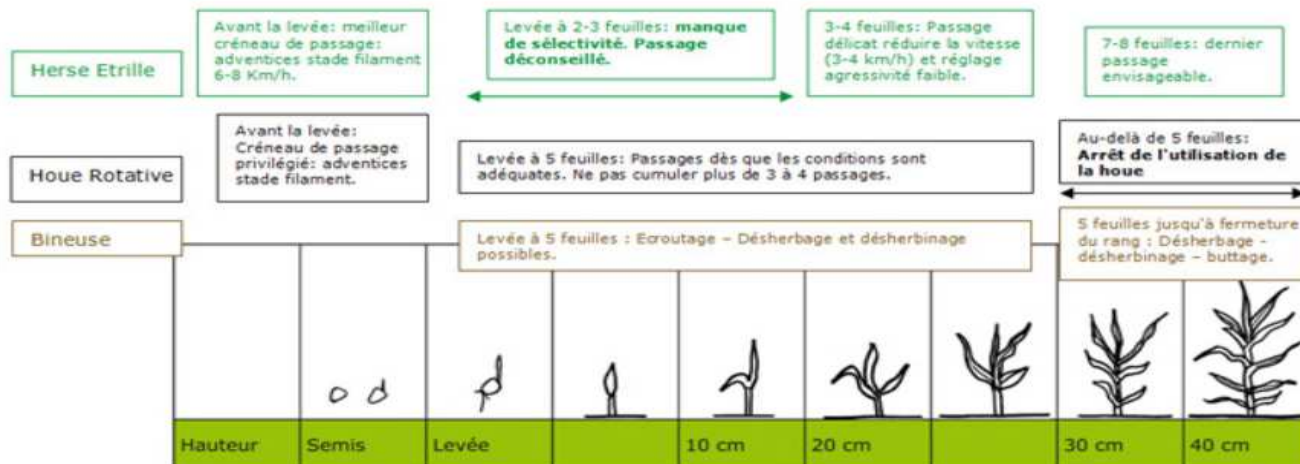 Herse Etrille
Avant la levée: meilleur
créneau de passage:
adventices stade filament
6-8 Km/h.
Levée à 2-3 feuilles: manque
de sélectivité. Passage
déconseillé.
3-4 feuilles: Passage
délicat réduire la vitesse
(3-4 km/h) et réglage
agressivité faible.
7-8 feuilles: dernier
passage
envisageable.
Houe Rotative
Avant la levée:
Créneau de passage
privilégié: adventices
stade filament.
Levée à 5 feuilles: Passages dès que les conditions sont
adéquates. Ne pas cumuler plus de 3 à 4 passages.
Au-delà de 5 feuilles:
Arrêt de l'utilisation de
la houe
Bineuse
Levée à 5 feuilles : Ecroutage – Désherbage et désherbinage
possibles.
5 feuilles jusqu'à fermeture
du rang : Désherbage -
désherbinage – buttage.
Hauteur
Semis
Levée
10 cm
20 cm
30 cm
40 cm